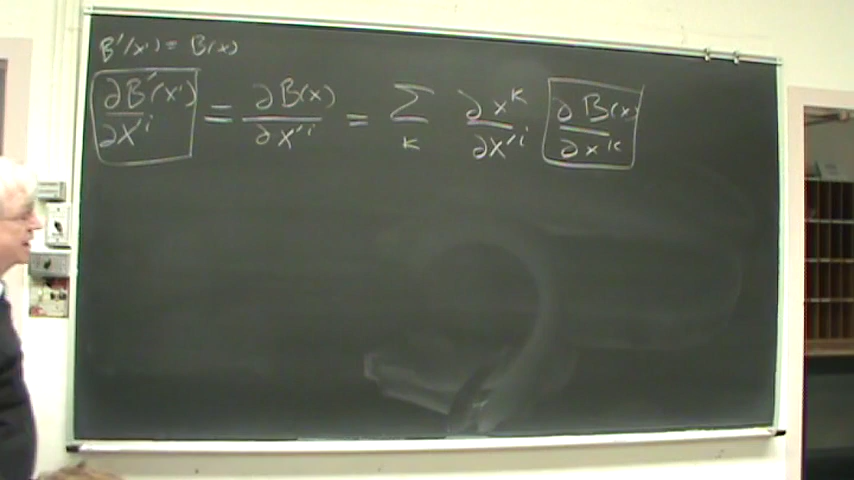 B'(x') = B(x)
∂B'(x')/∂x'ⁱ = ∂B(x)/∂x'ⁱ = Σ_k ∂x^k/∂x'ⁱ ∂B(x)/∂x^k